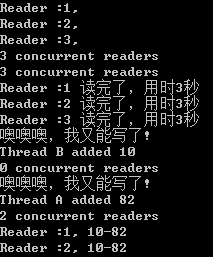 Reader :1,
Reader :2,
Reader :3,
3 concurrent readers
3 concurrent readers
Reader :1 读完了，用时3秒
Reader :2 读完了，用时3秒
Reader :3 读完了，用时3秒
噢噢噢，我又能写了!
Thread B added 10
0 concurrent readers
噢噢噢，我又能写了!
Thread A added 82
2 concurrent readers
Reader :1, 10-82
Reader :2, 10-82